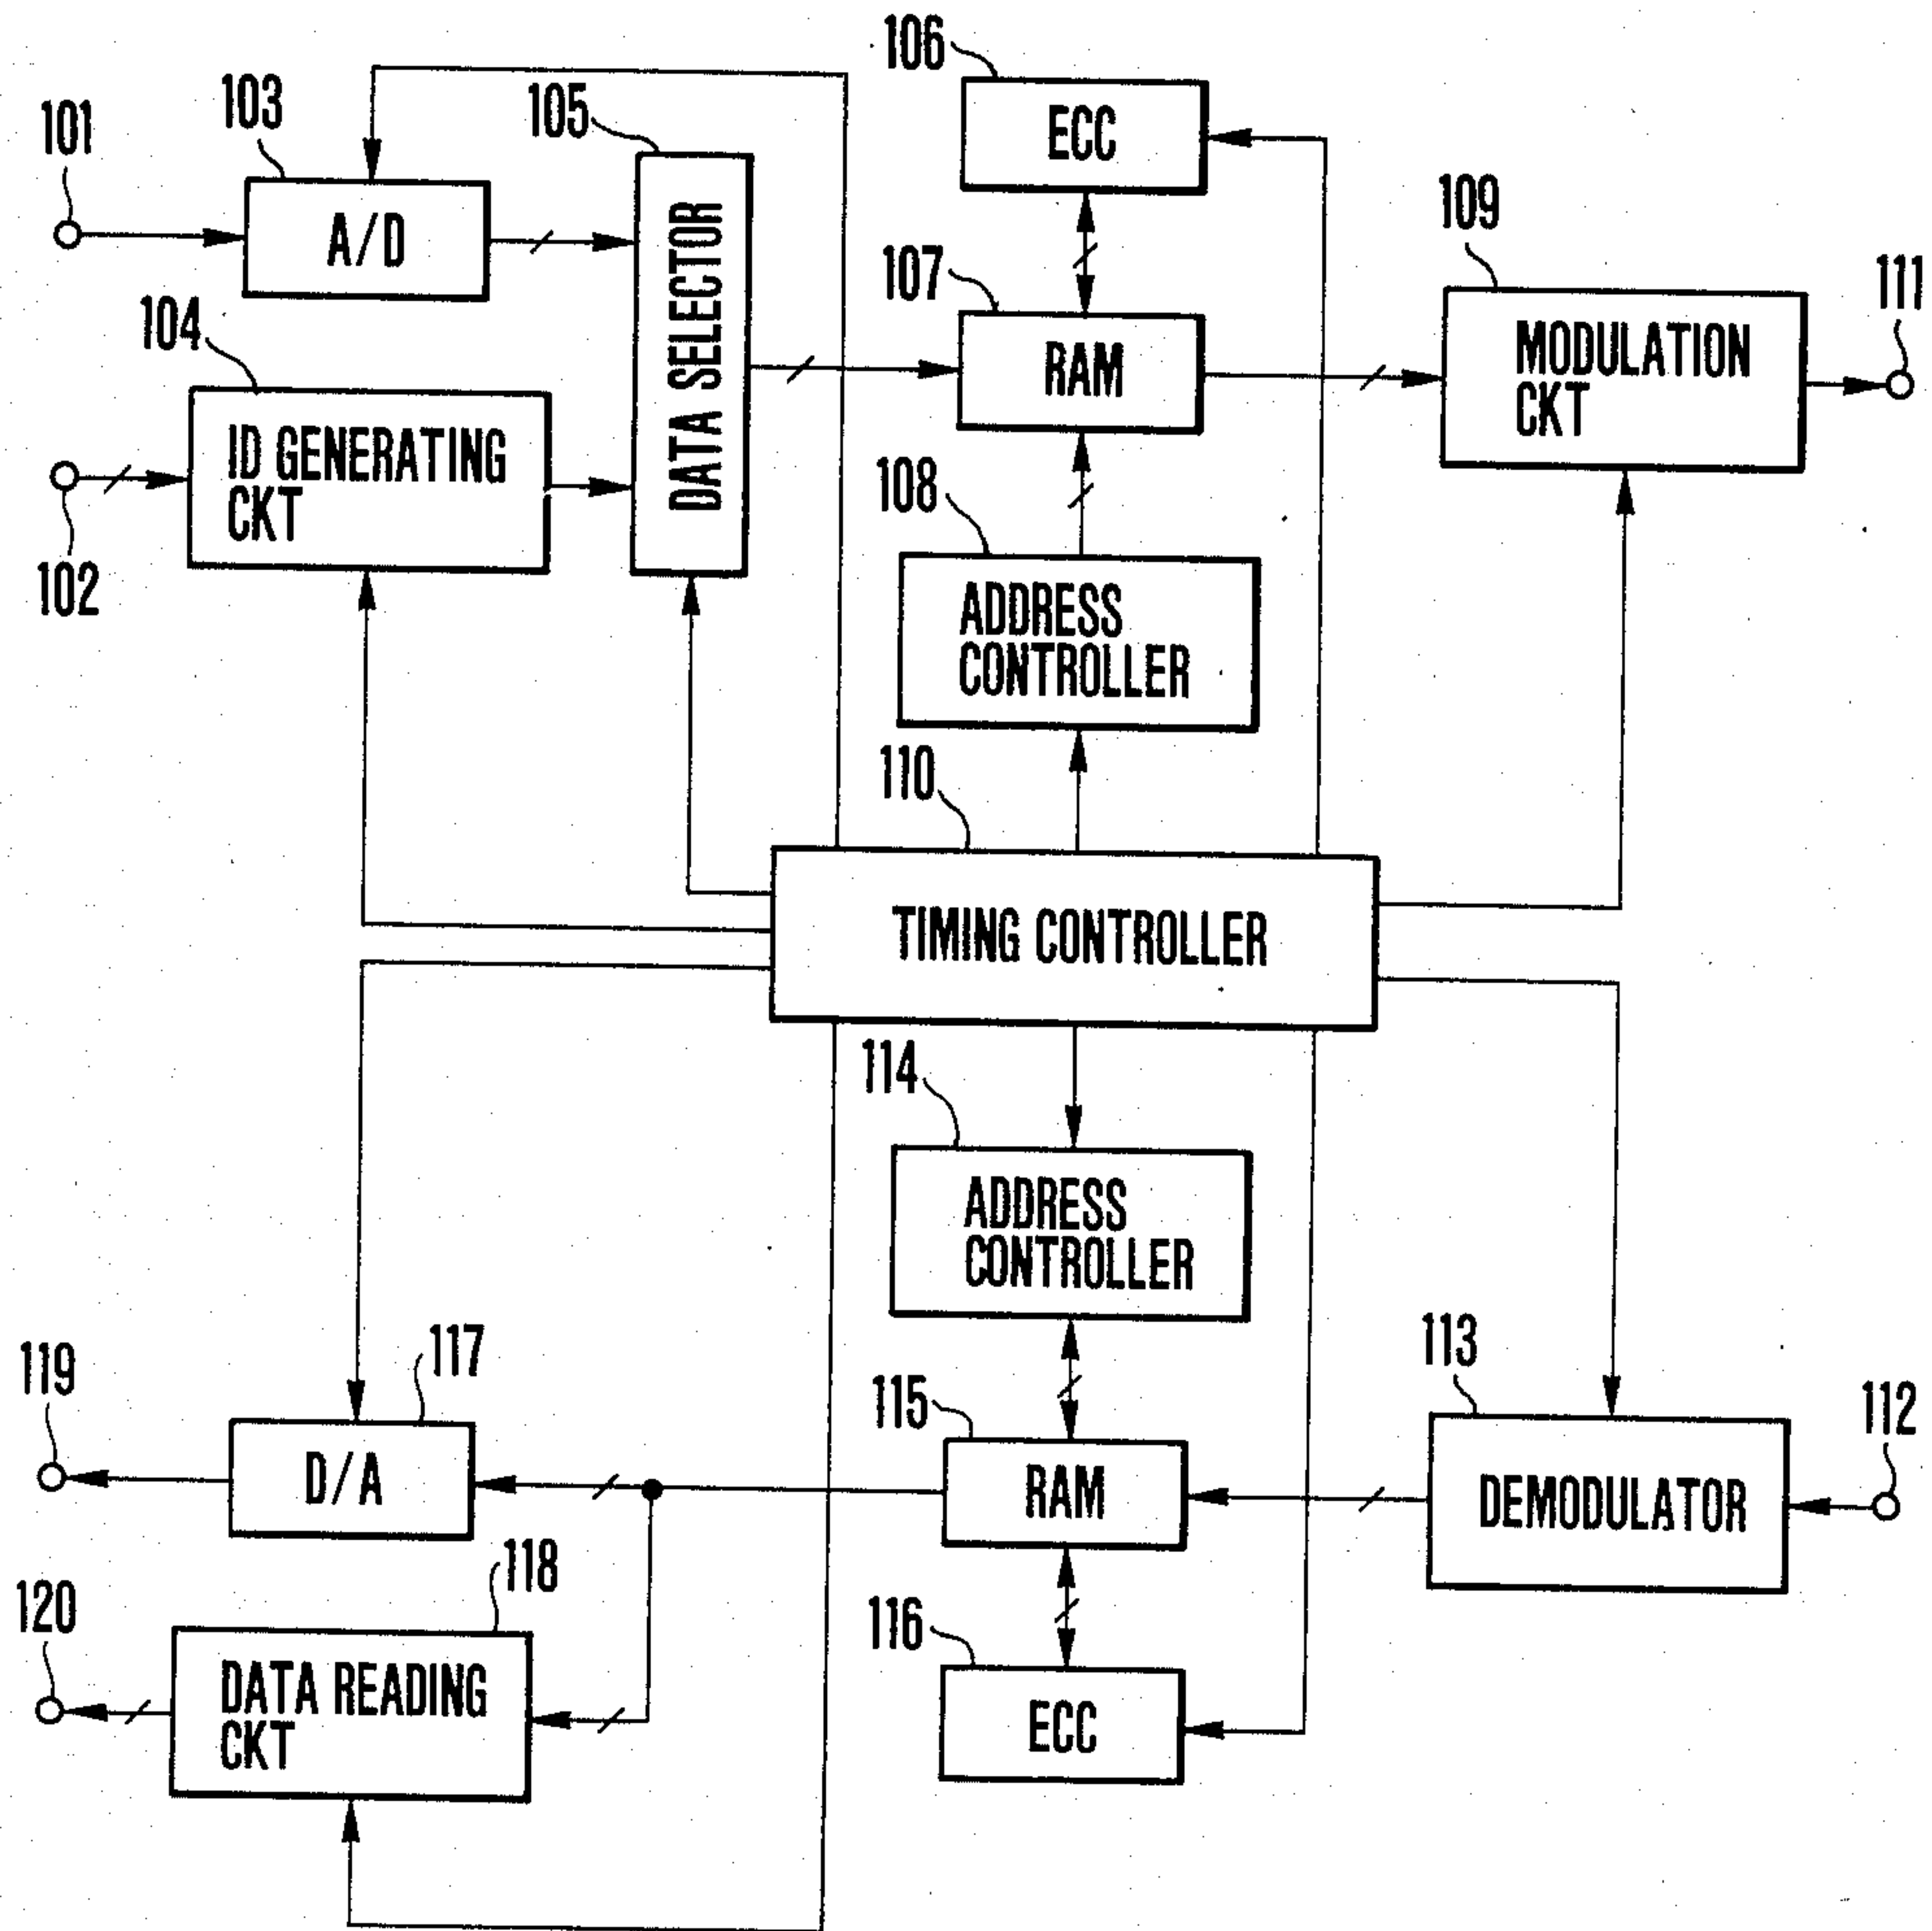 106
103
105
101
ECC
109
A/D
107
111
104
DATA SELECTOR
RAM
MODULATION
CKT
ID GENERATING
CKT
108
102
ADDRESS
CONTROLLER
110
TIMING CONTROLLER
114
ADDRESS
CONTROLLER
117
113
119
115
112
D/A
RAM
DEMODULATOR
118
120
116
DATA READING
CKT
ECC